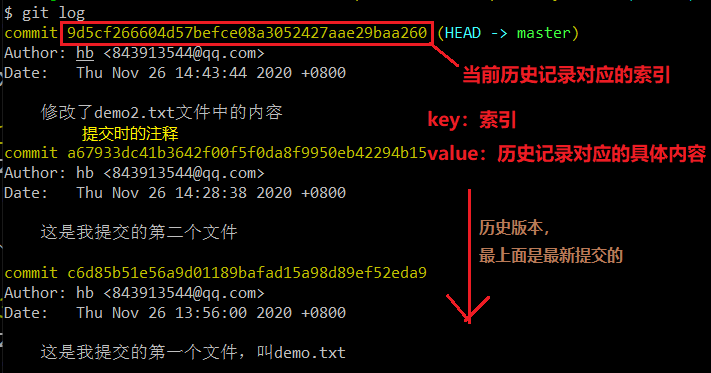 $ git log
commit 9d5cf266604d57befce08a3052427aae29baa260 (HEAD -> master)
Author: hb <843913544@qq.com>
Date:   Thu Nov 26 14:43:44 2020 +0800
当前历史记录对应的索引
修改了demo2.txt文件中的内容
key：索引
提交时的注释
commit a67933dc41b3642f00f5f0da8f9950eb42294b15
value：历史记录对应的具体内容
Author: hb <843913544@qq.com>
Date:   Thu Nov 26 14:28:38 2020 +0800
这是我提交的第二个文件
历史版本，
最上面是最新提交的
commit c6d85b51e56a9d01189bafad15a98d89ef52eda9
Author: hb <843913544@qq.com>
Date:   Thu Nov 26 13:56:00 2020 +0800
这是我提交的第一个文件，叫demo.txt